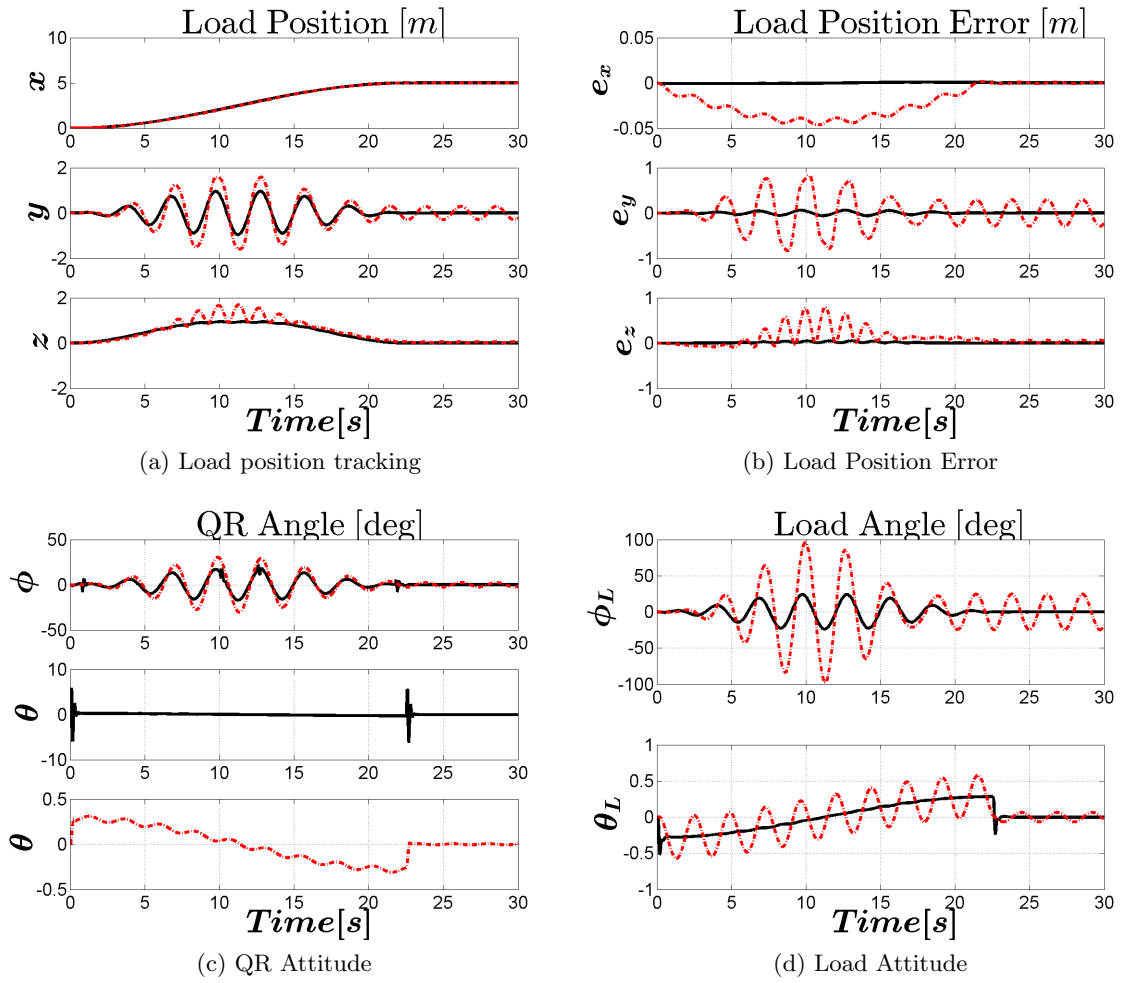 Load Position [m]
10
5
0
x
0 5 10 15 20 25 30
2
0
-2
y
0 5 10 15 20 25 30
2
0
-2
z
0 5 10 15 20 25 30
Time[s]
(a) Load position tracking
Load Position Error [m]
0.05
0
-0.05
e_x
0 5 10 15 20 25 30
1
0
-1
e_y
0 5 10 15 20 25 30
1
0
-1
e_z
0 5 10 15 20 25 30
Time[s]
(b) Load Position Error
QR Angle [deg]
50
0
-50
ϕ
0 5 10 15 20 25 30
10
0
-10
θ
0 5 10 15 20 25 30
0.5
0
-0.5
θ
0 5 10 15 20 25 30
Time[s]
(c) QR Attitude
Load Angle [deg]
100
50
0
-50
-100
ϕ_L
0 5 10 15 20 25 30
1
0.5
0
-0.5
-1
θ_L
0 5 10 15 20 25 30
Time[s]
(d) Load Attitude